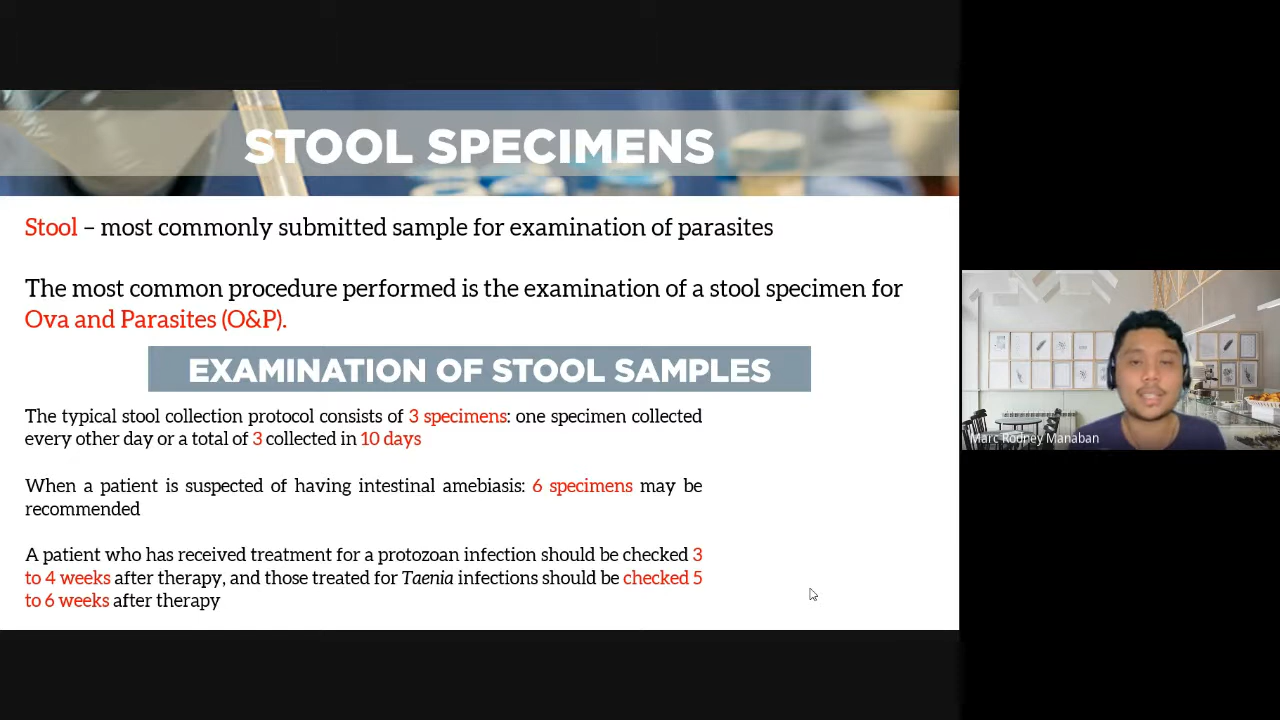 STOOL SPECIMENS
Stool – most commonly submitted sample for examination of parasites
The most common procedure performed is the examination of a stool specimen for
Ova and Parasites (O&P).
EXAMINATION OF STOOL SAMPLES
The typical stool collection protocol consists of 3 specimens: one specimen collected
every other day or a total of 3 collected in 10 days
When a patient is suspected of having intestinal amebiasis: 6 specimens may be
recommended
A patient who has received treatment for a protozoan infection should be checked 3
to 4 weeks after therapy, and those treated for Taenia infections should be checked 5
to 6 weeks after therapy
Marc Rodney Manaban